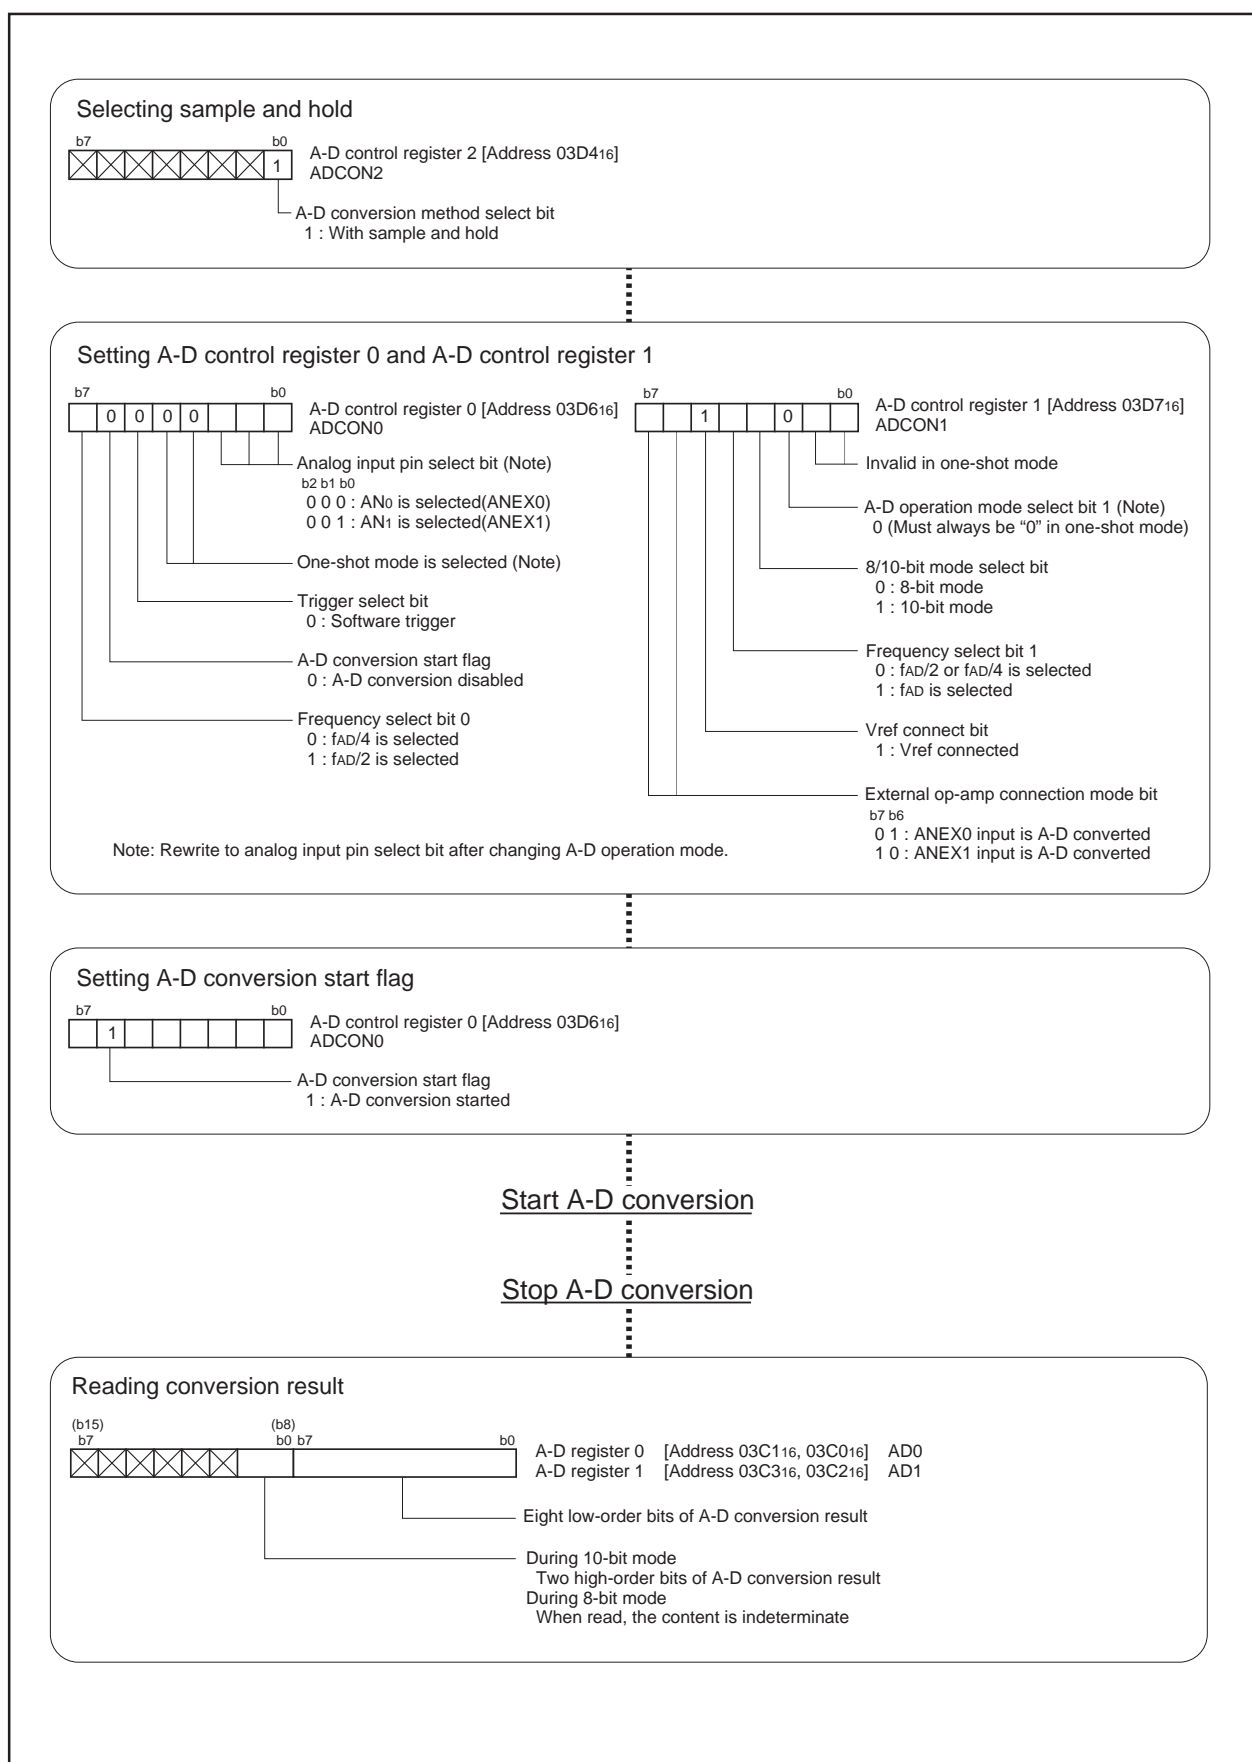 Selecting sample and hold
b7 b0
1
A-D control register 2 [Address 03D416]
ADCON2
A-D conversion method select bit
1 : With sample and hold
Setting A-D control register 0 and A-D control register 1
b7 b0
0 0 0 0
A-D control register 0 [Address 03D616]
ADCON0
Analog input pin select bit (Note)
b2 b1 b0
0 0 0 : AN0 is selected(ANEX0)
0 0 1 : AN1 is selected(ANEX1)
One-shot mode is selected (Note)
Trigger select bit
0 : Software trigger
A-D conversion start flag
0 : A-D conversion disabled
Frequency select bit 0
0 : fAD/4 is selected
1 : fAD/2 is selected
b7 b0
1 0
A-D control register 1 [Address 03D716]
ADCON1
Invalid in one-shot mode
A-D operation mode select bit 1 (Note)
0 (Must always be “0” in one-shot mode)
8/10-bit mode select bit
0 : 8-bit mode
1 : 10-bit mode
Frequency select bit 1
0 : fAD/2 or fAD/4 is selected
1 : fAD is selected
Vref connect bit
1 : Vref connected
External op-amp connection mode bit
b7 b6
0 1 : ANEX0 input is A-D converted
1 0 : ANEX1 input is A-D converted
Note: Rewrite to analog input pin select bit after changing A-D operation mode.
Setting A-D conversion start flag
b7 b0
1
A-D control register 0 [Address 03D616]
ADCON0
A-D conversion start flag
1 : A-D conversion started
Start A-D conversion
Stop A-D conversion
Reading conversion result
(b15) (b8)
b7 b0 b7 b0
A-D register 0 [Address 03C116, 03C016] AD0
A-D register 1 [Address 03C316, 03C216] AD1
Eight low-order bits of A-D conversion result
During 10-bit mode
Two high-order bits of A-D conversion result
During 8-bit mode
When read, the content is indeterminate